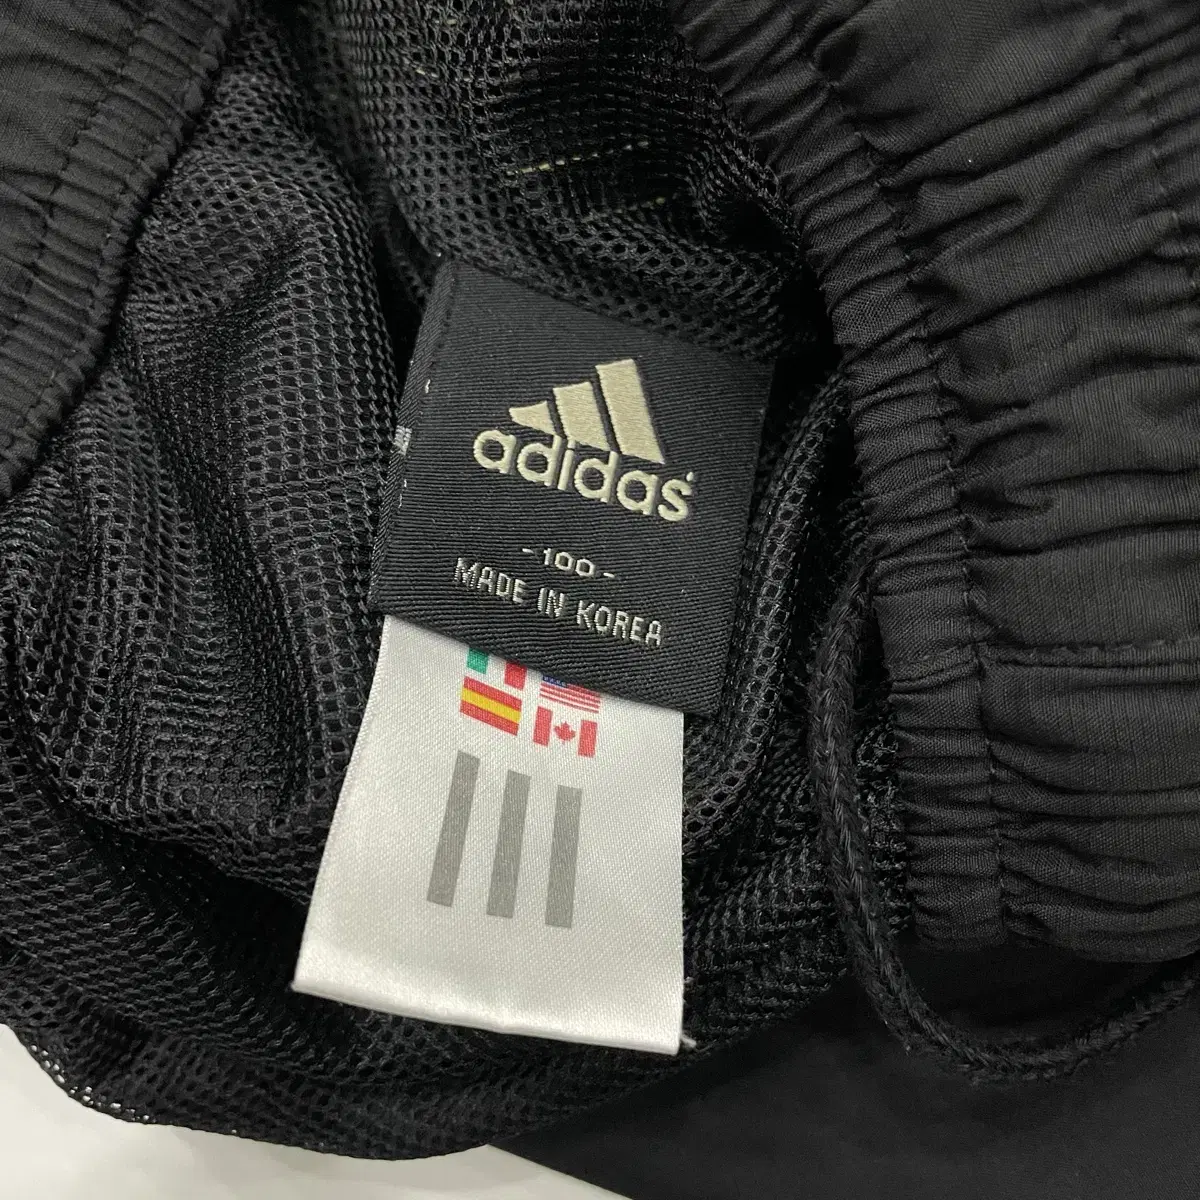 adidas
-100-
MADE IN KOREA